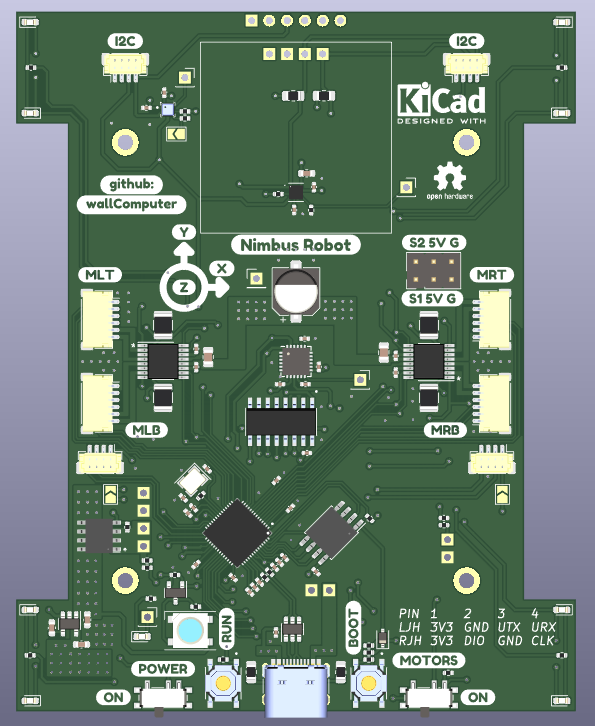 I2C
I2C
KiCad
DESIGNED WITH
github:
wallComputer
open hardware
Y
X
Z
Nimbus Robot
S2 5V G
S1 5V G
MLT
MRT
MLB
MRB
PIN 1 2 3 4
LJH 3V3 GND UTX URX
RJH 3V3 DIO GND CLK
RUN
BOOT
POWER
MOTORS
ON
ON